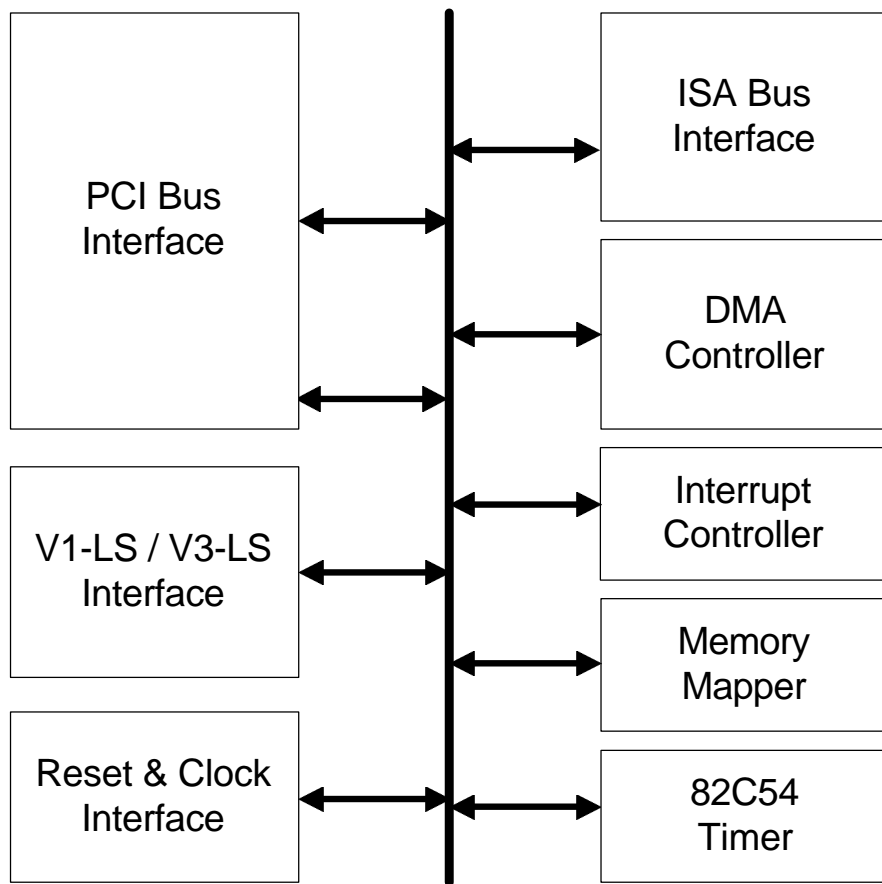 PCI Bus
Interface
V1-LS / V3-LS
Interface
Reset & Clock
Interface
ISA Bus
Interface
DMA
Controller
Interrupt
Controller
Memory
Mapper
82C54
Timer